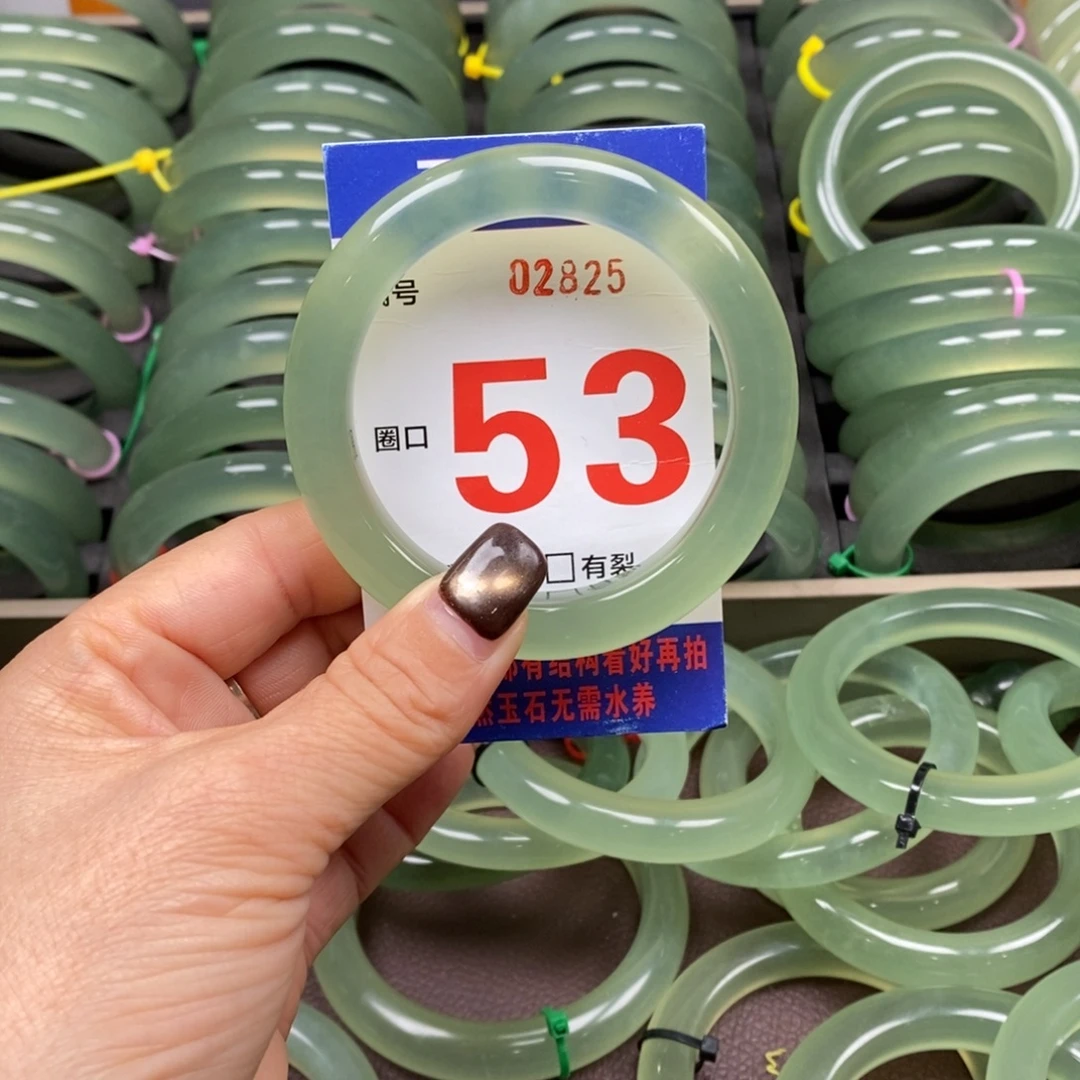 号 02825
圈口 53
□有裂
有结构看好再拍
玉石无需水养